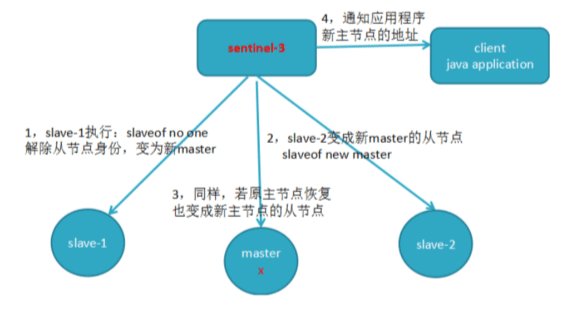 4，通知应用程序
新主节点的地址
sentinel-3
client
java application
1，slave-1执行：slaveof no one
解除从节点身份，变为新master
2，slave-2变成新master的从节点
slaveof new master
3，同样，若原主节点恢复
也变成新主节点的从节点
slave-1
master
x
slave-2